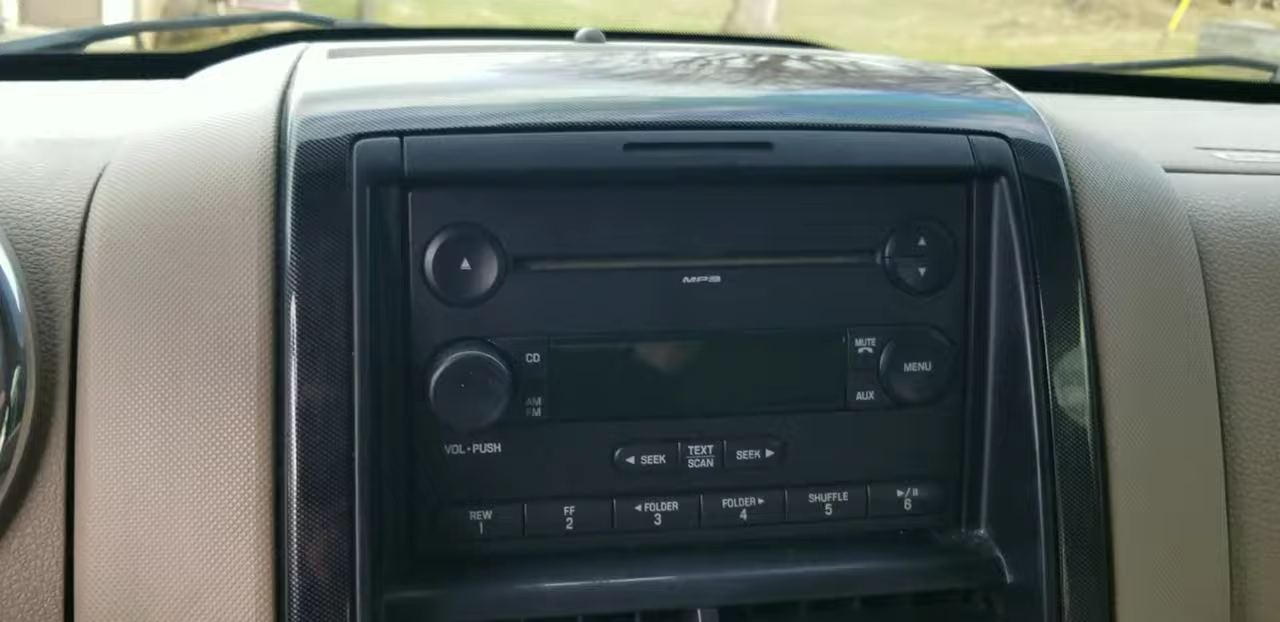 MP3
CD
MUTE
MENU
AM
FM
AUX
VOL•PUSH
◄ SEEK
TEXT
SCAN
SEEK ►
REW
1
FF
2
◄ FOLDER
3
FOLDER ►
4
SHUFFLE
5
►/II
6